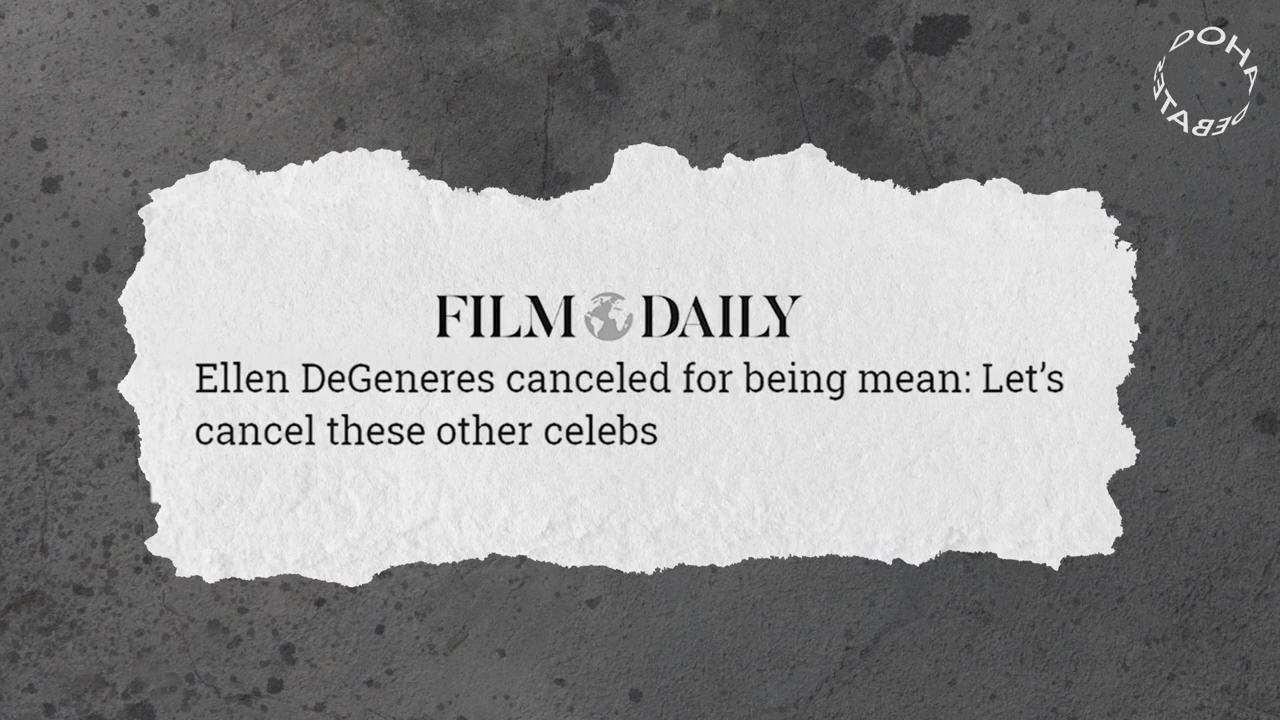 DOHA DEBATES
FILM DAILY
Ellen DeGeneres canceled for being mean: Let’s
cancel these other celebs